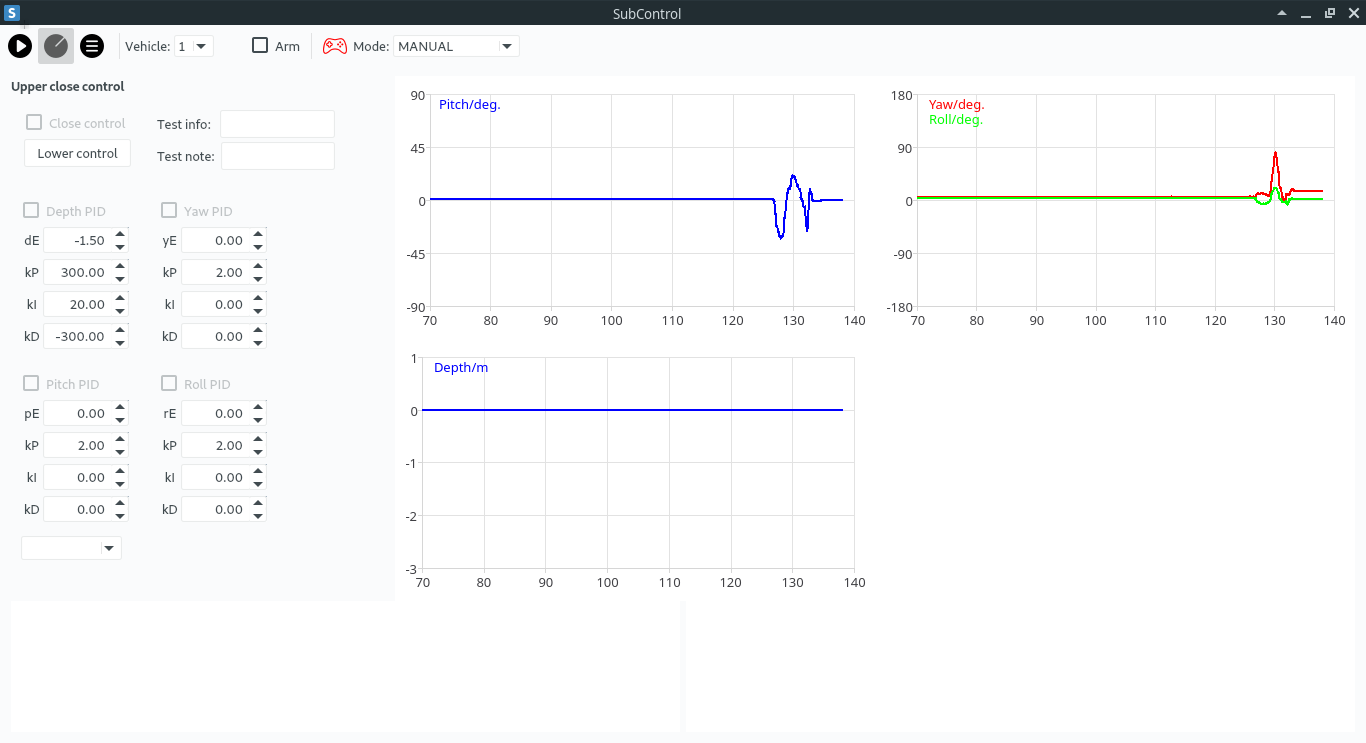 S SubControl
Vehicle: 1 Arm Mode: MANUAL
Upper close control
Close control Test info:
Lower control Test note:
Depth PID Yaw PID
dE -1.50 yE 0.00
kP 300.00 kP 2.00
kI 20.00 kI 0.00
kD -300.00 kD 0.00
Pitch PID Roll PID
pE 0.00 rE 0.00
kP 2.00 kP 2.00
kI 0.00 kI 0.00
kD 0.00 kD 0.00
Pitch/deg.
90
45
0
-45
-90
70 80 90 100 110 120 130 140
Yaw/deg.
Roll/deg.
180
90
0
-90
-180
70 80 90 100 110 120 130 140
Depth/m
1
0
-1
-2
-3
70 80 90 100 110 120 130 140